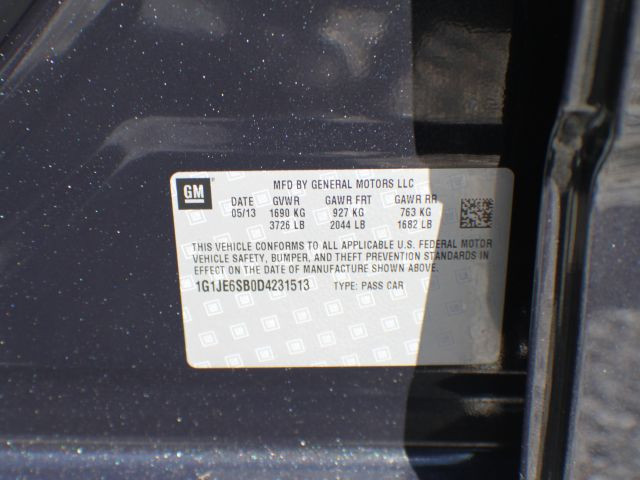 GM
MFD BY GENERAL MOTORS LLC
DATE GVWR GAWR FRT GAWR RR
05/13 1690 KG 927 KG 763 KG
3726 LB 2044 LB 1682 LB
THIS VEHICLE CONFORMS TO ALL APPLICABLE U.S. FEDERAL MOTOR
VEHICLE SAFETY, BUMPER, AND THEFT PREVENTION STANDARDS
IN EFFECT ON THE DATE OF MANUFACTURE SHOWN ABOVE.
1G1JE6SB0D4231513 TYPE: PASS CAR